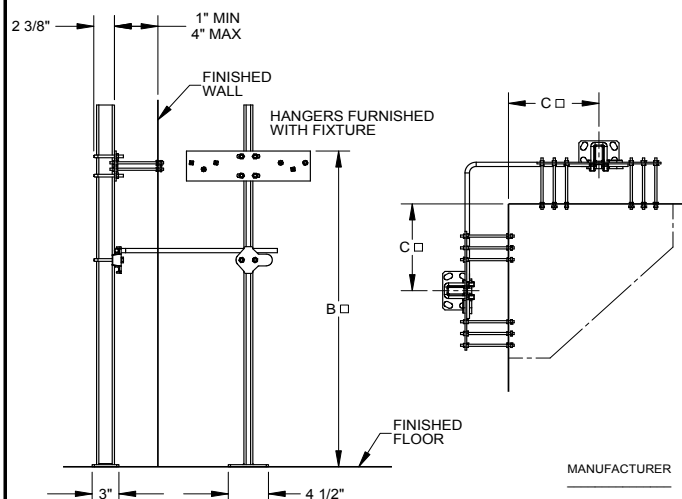 2 3/8"
1" MIN
4" MAX
FINISHED
WALL
HANGERS FURNISHED
WITH FIXTURE
C □
C □
B □
FINISHED
FLOOR
MANUFACTURER
3"
4 1/2"